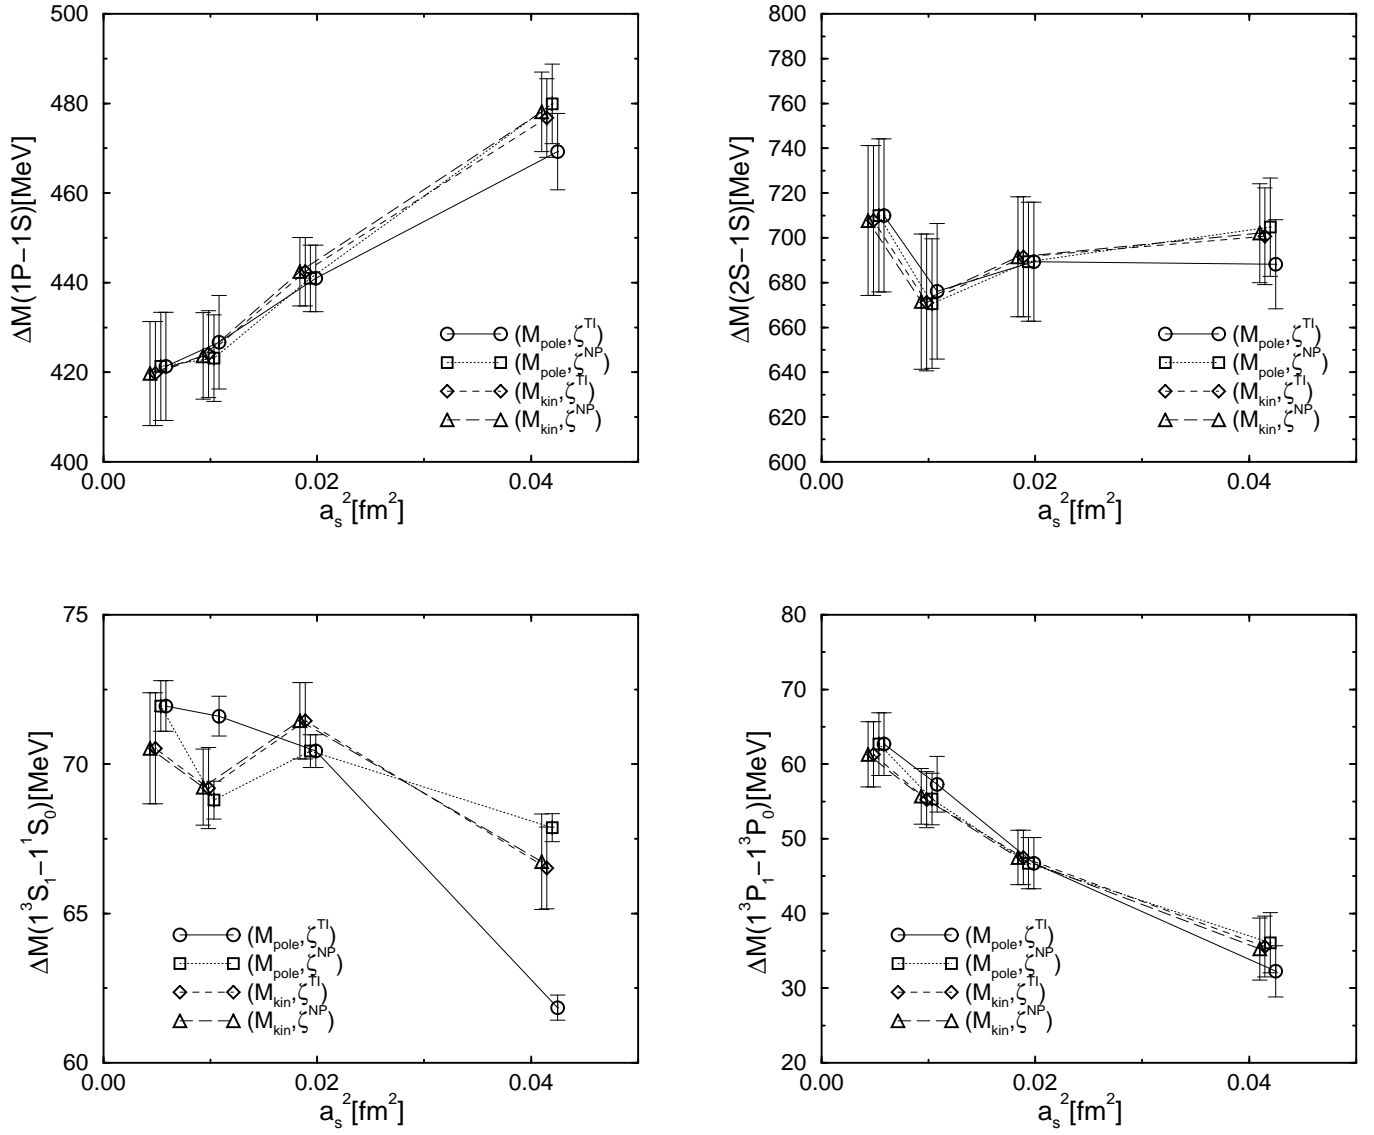 500
480
460
440
420
400
ΔM(1P−1S)[MeV]
(M_pole,ζ^TI)
(M_pole,ζ^NP)
(M_kin,ζ^TI)
(M_kin,ζ^NP)
0.00 0.02 0.04
a_s^2[fm^2]
800
780
760
740
720
700
680
660
640
620
600
ΔM(2S−1S)[MeV]
(M_pole,ζ^TI)
(M_pole,ζ^NP)
(M_kin,ζ^TI)
(M_kin,ζ^NP)
0.00 0.02 0.04
a_s^2[fm^2]
75
70
65
60
ΔM(1^3S_1−1^1S_0)[MeV]
(M_pole,ζ^TI)
(M_pole,ζ^NP)
(M_kin,ζ^TI)
(M_kin,ζ^NP)
0.00 0.02 0.04
a_s^2[fm^2]
80
70
60
50
40
30
20
ΔM(1^3P_1−1^3P_0)[MeV]
(M_pole,ζ^TI)
(M_pole,ζ^NP)
(M_kin,ζ^TI)
(M_kin,ζ^NP)
0.00 0.02 0.04
a_s^2[fm^2]